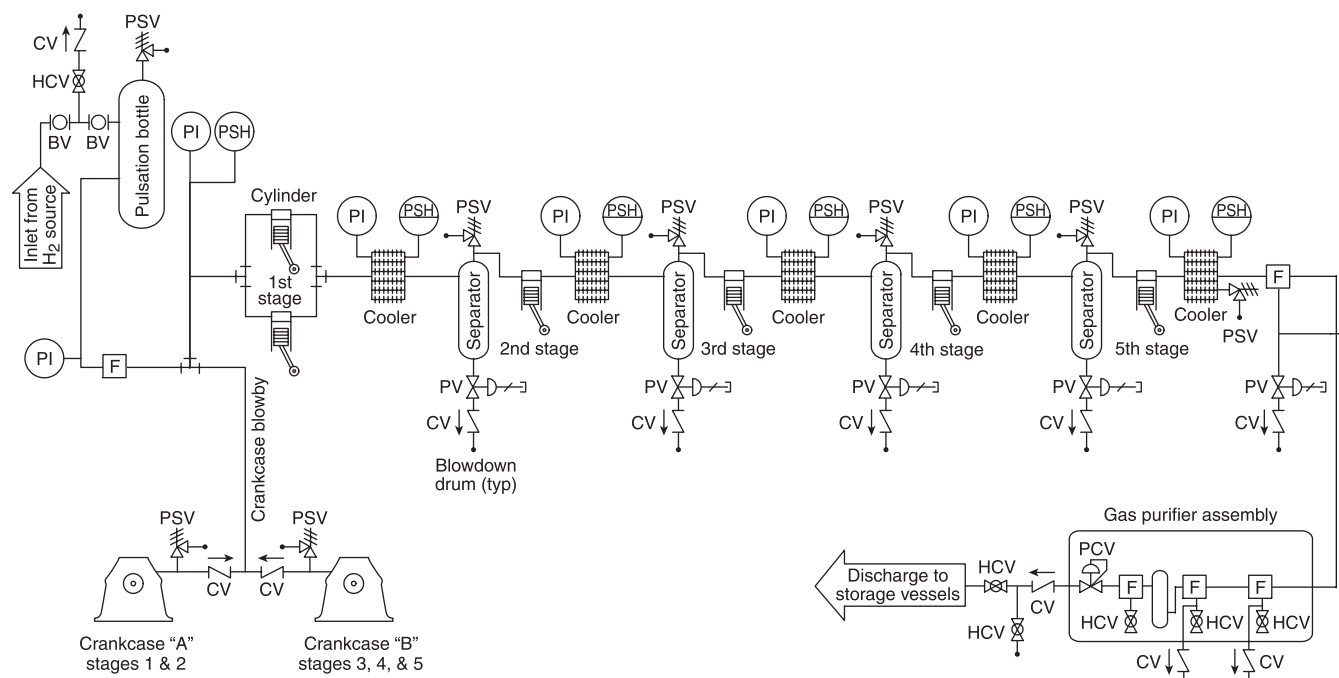 PSV
CV
HCV
BV BV
Pulsation bottle
Inlet from
H2 source
PI PSH
Cylinder
1st
stage
PI
F
Crankcase blowby
PI PSH PSV
Cooler
Separator
2nd stage
PV
CV
Blowdown
drum (typ)
PI PSH PSV
Cooler
Separator
3rd stage
PV
CV
PI PSH PSV
Cooler
Separator
4th stage
PV
CV
PI PSH PSV
Cooler
Separator
5th stage
PV
CV
PI PSH
Cooler
PSV
F
PV
CV
PSV PSV
CV CV
Crankcase “A”
stages 1 & 2
Crankcase “B”
stages 3, 4, & 5
Gas purifier assembly
Discharge to
storage vessels
HCV
CV
HCV
PCV
F F F
HCV HCV HCV
CV CV